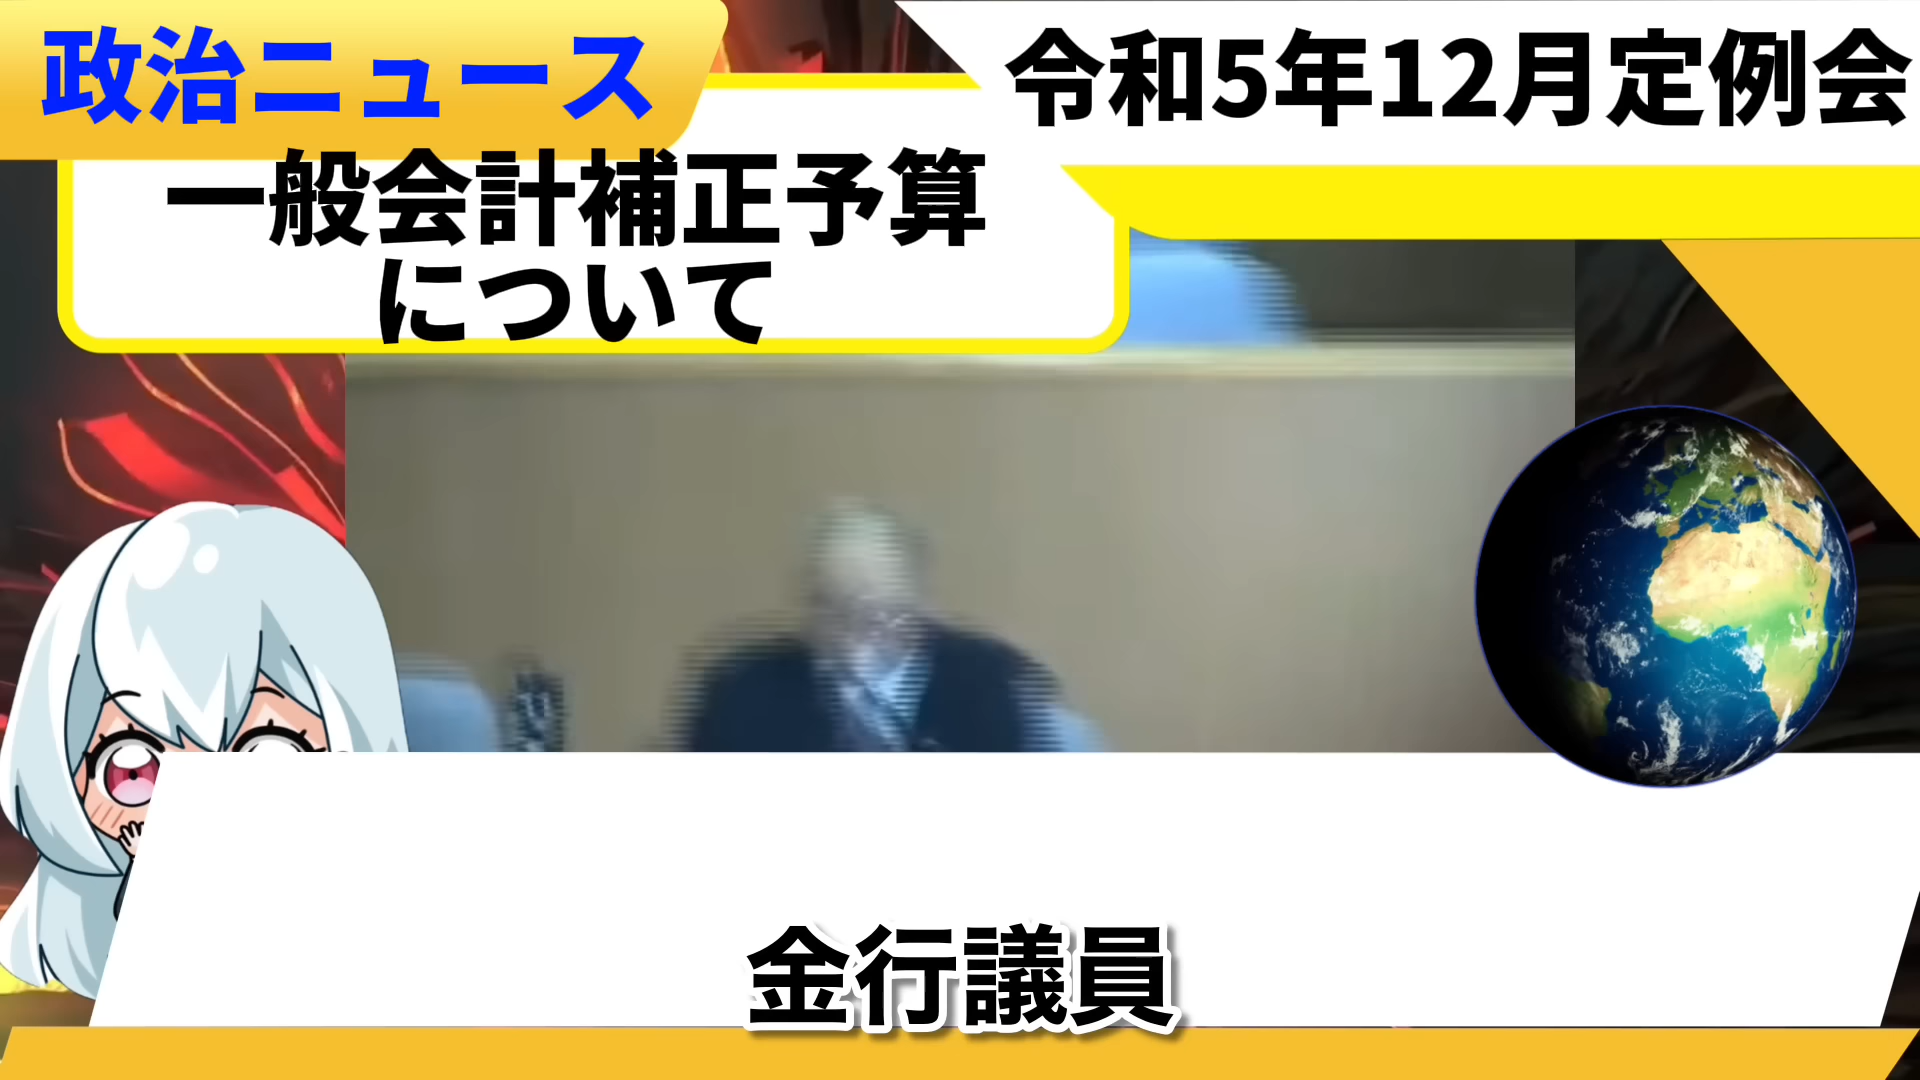 政治ニュース
令和5年12月定例会
一般会計補正予算
について
金行議員